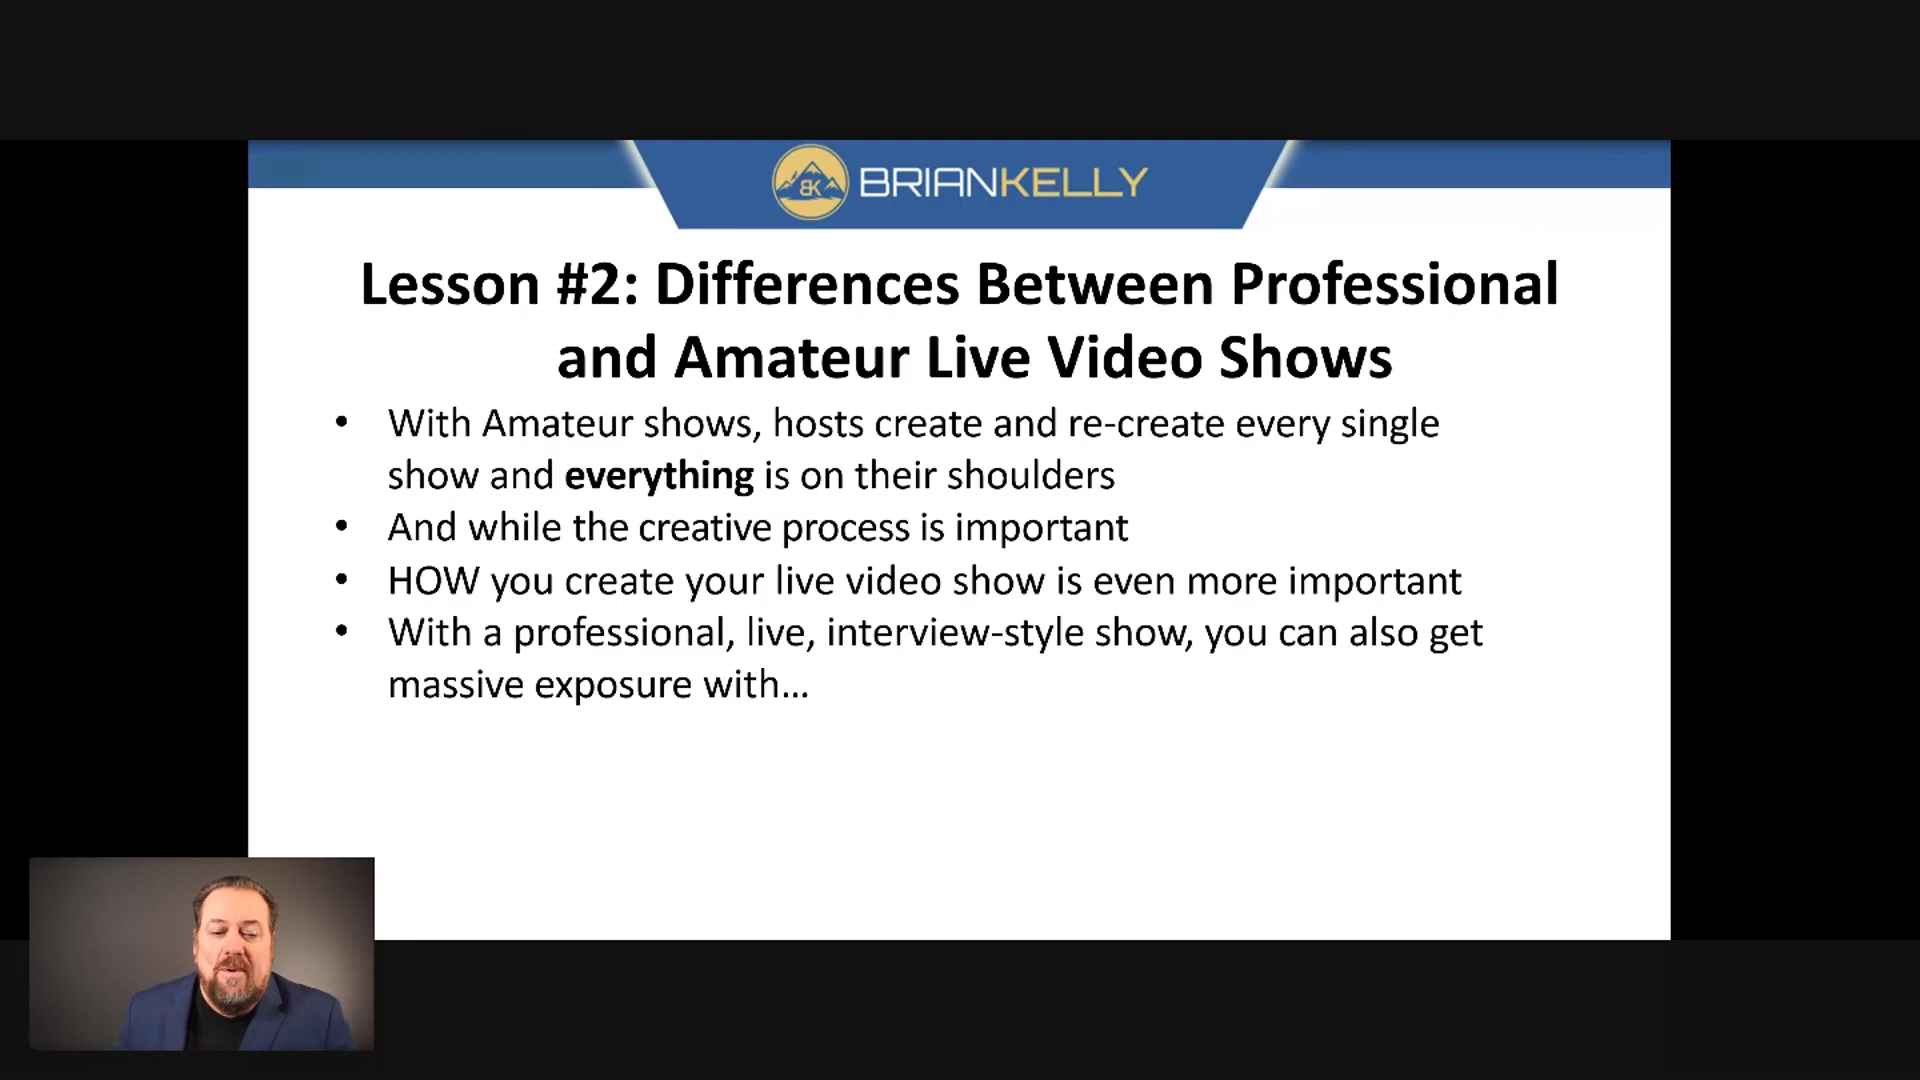 BK BRIANKELLY
Lesson #2: Differences Between Professional
and Amateur Live Video Shows
• With Amateur shows, hosts create and re-create every single
show and everything is on their shoulders
• And while the creative process is important
• HOW you create your live video show is even more important
• With a professional, live, interview-style show, you can also get
massive exposure with…